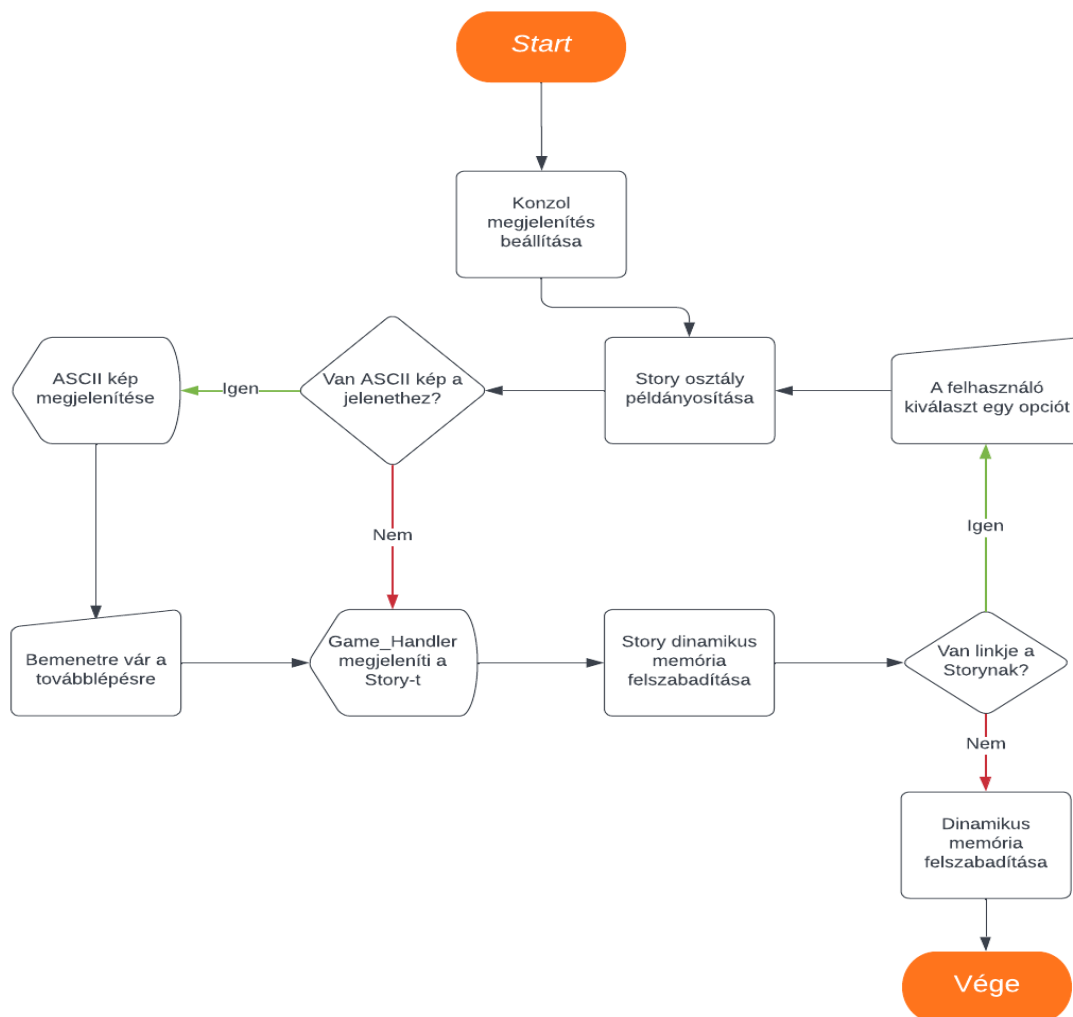 Start
Konzol
megjelenítés
beállítása
Story osztály
példányosítása
Van ASCII kép a
jelenethez?
Igen
ASCII kép
megjelenítése
Bemenetre vár a
továbblépésre
Nem
Game_Handler
megjeleníti a
Story-t
Story dinamikus
memória
felszabadítása
Van linkje a
Storynak?
Igen
A felhasználó
kiválaszt egy opciót
Nem
Dinamikus
memória
felszabadítása
Vége